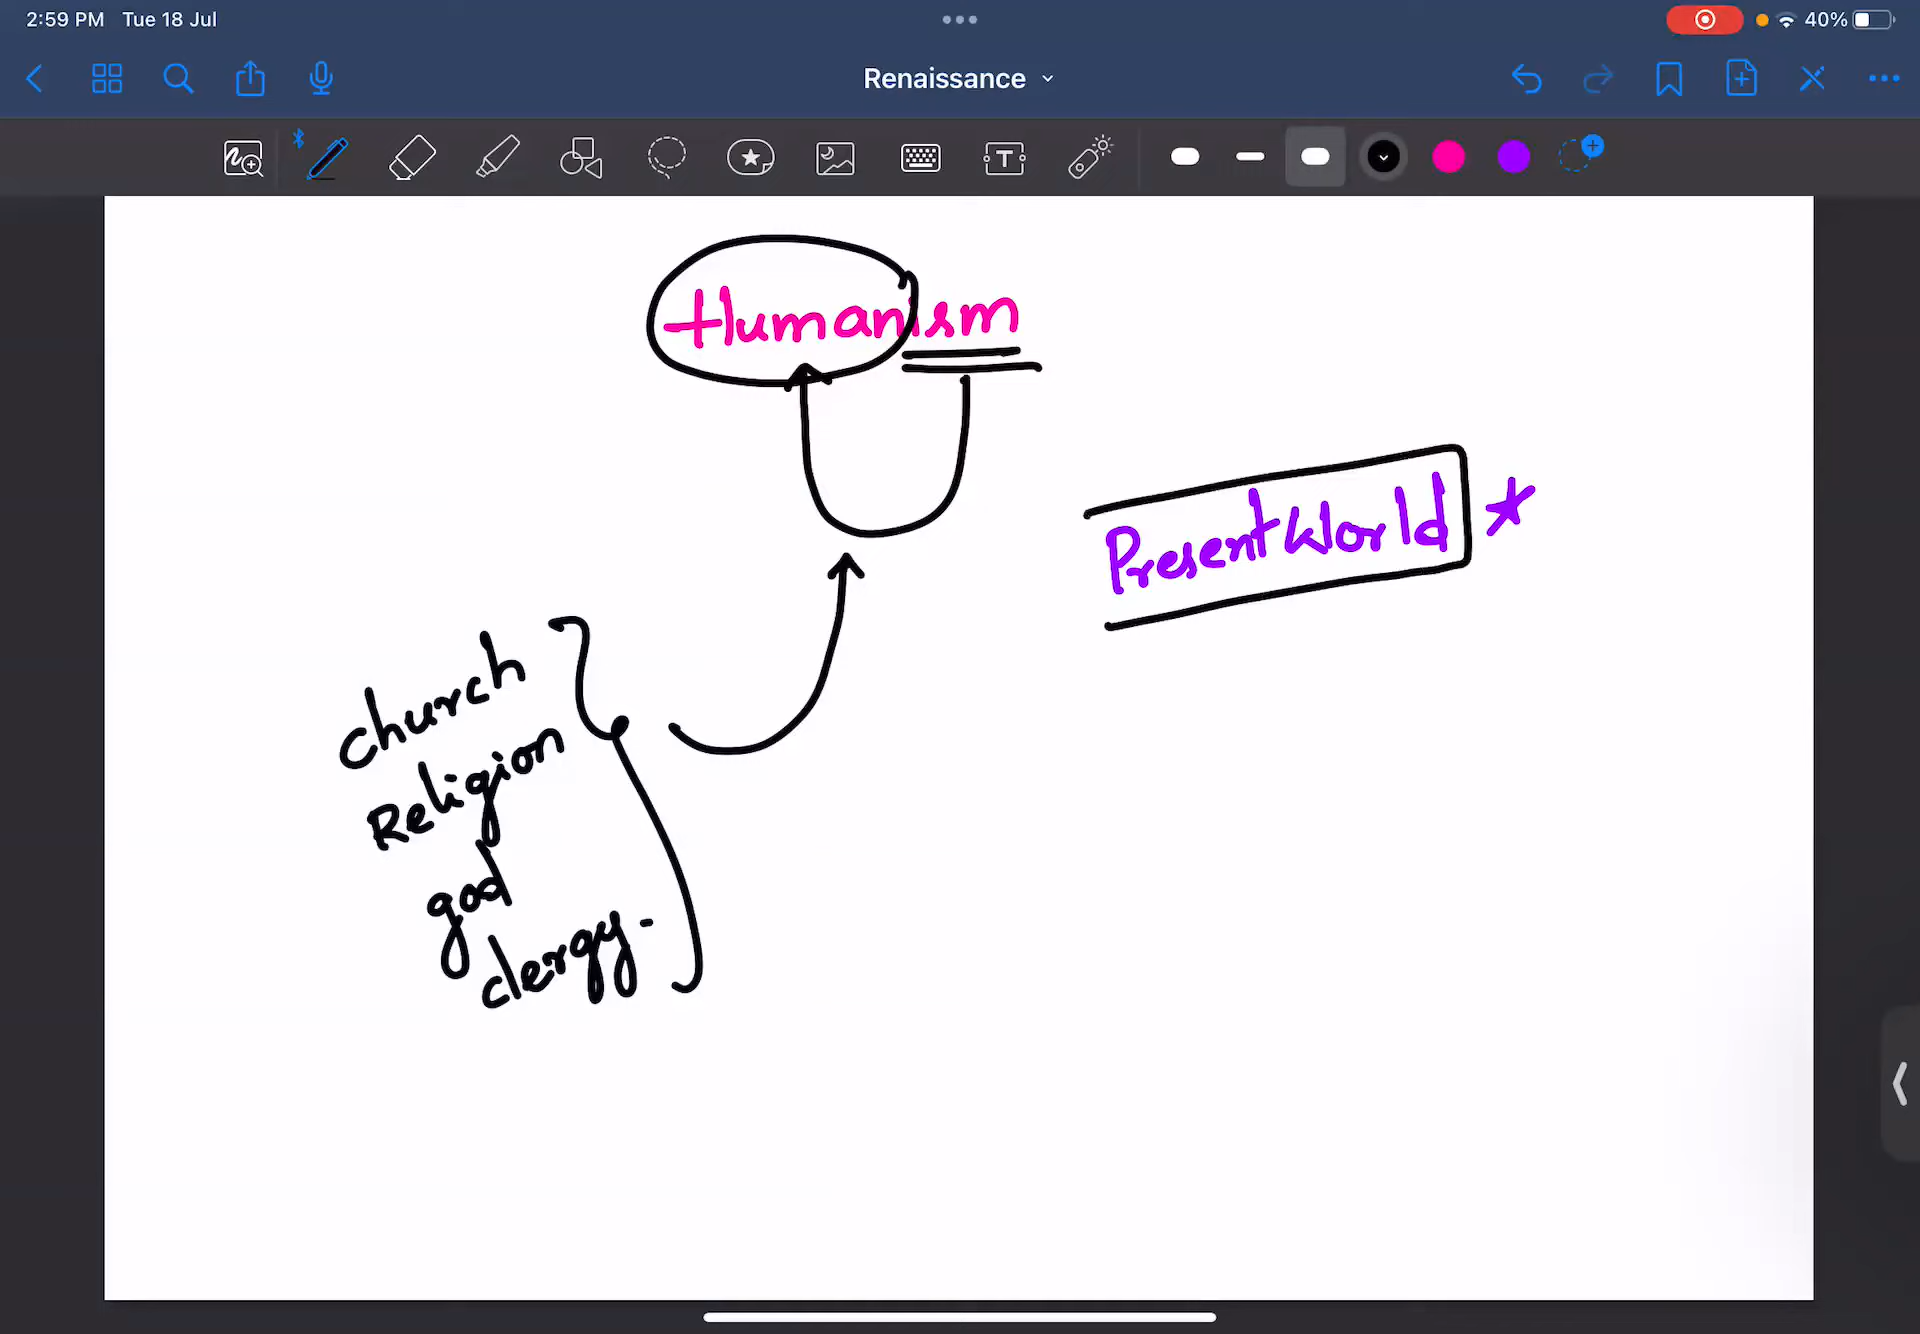 2:59 PM Tue 18 Jul
40%
Renaissance
T
Humanism
Present World
church
Religion
god
clergy.